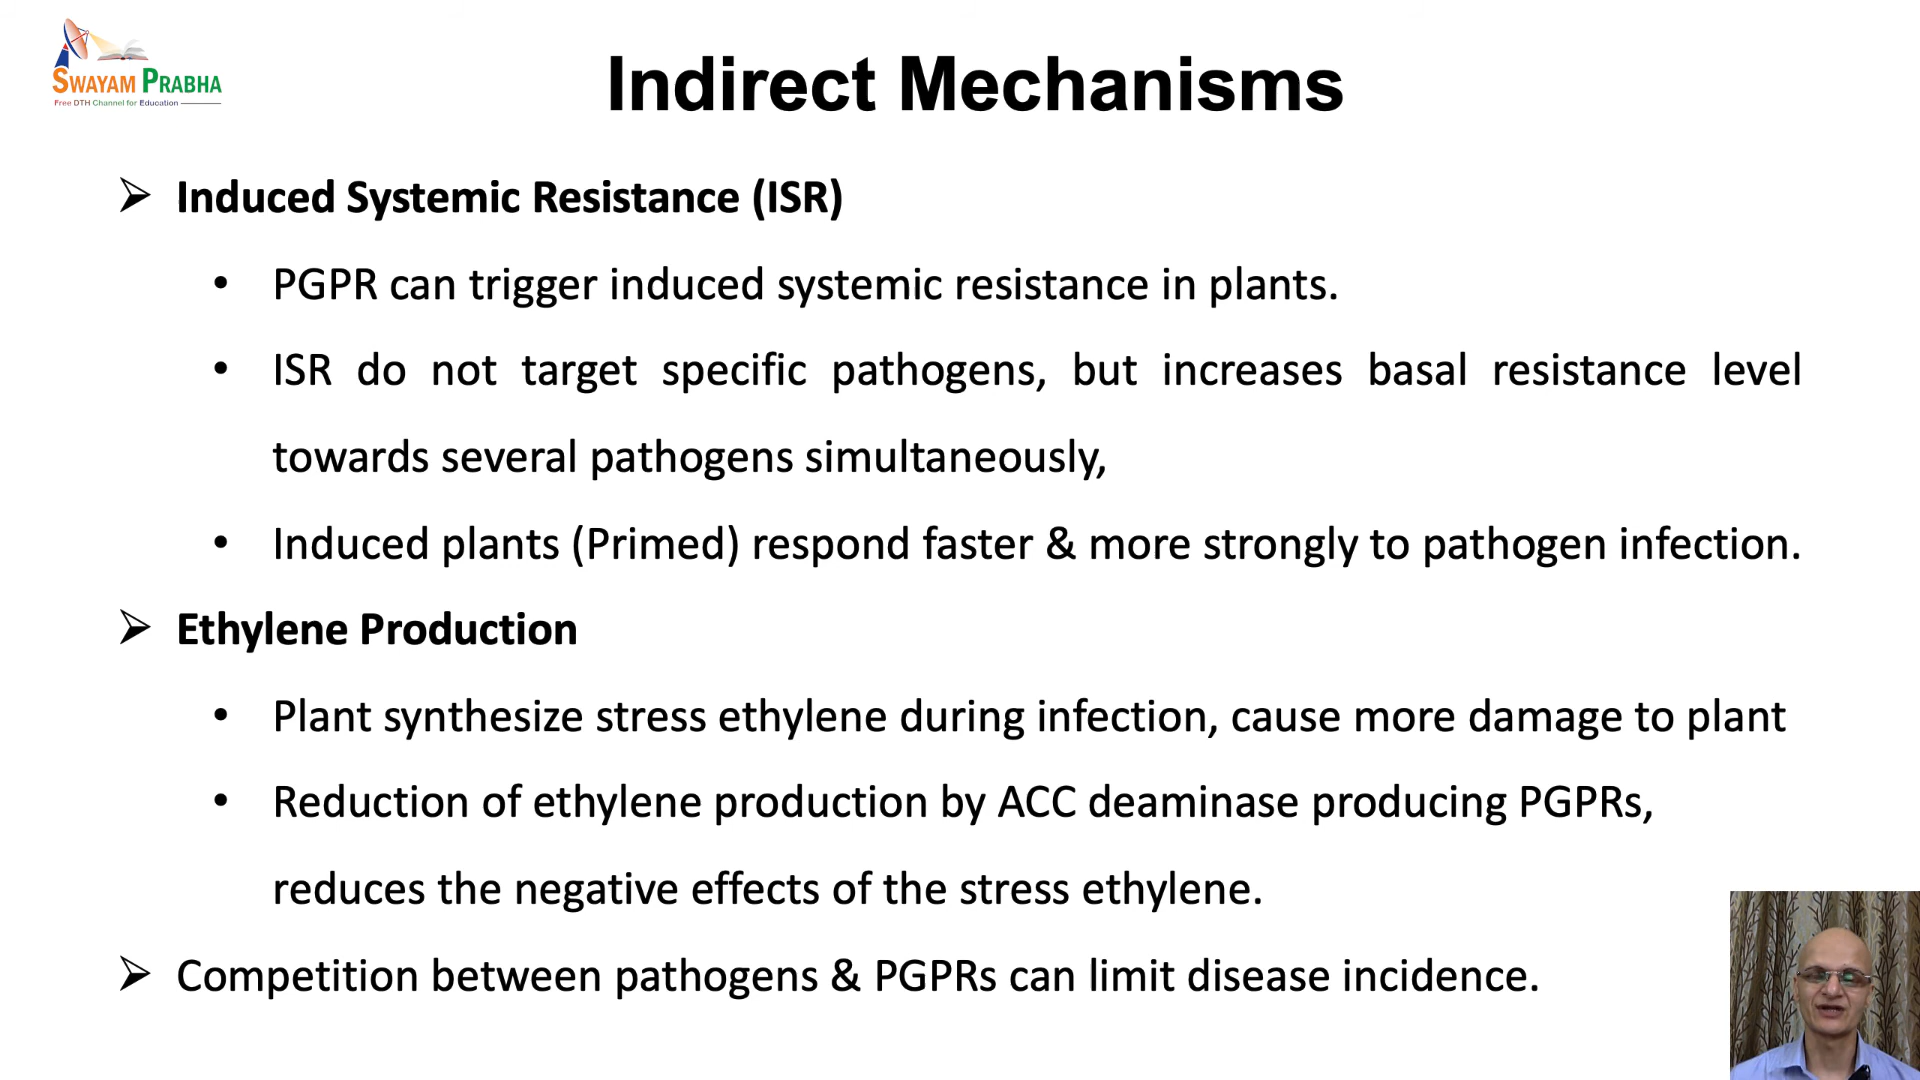 SWAYAM PRABHA
Free DTH Channel for Education
Indirect Mechanisms
➢ Induced Systemic Resistance (ISR)
• PGPR can trigger induced systemic resistance in plants.
• ISR do not target specific pathogens, but increases basal resistance level
towards several pathogens simultaneously,
• Induced plants (Primed) respond faster & more strongly to pathogen infection.
➢ Ethylene Production
• Plant synthesize stress ethylene during infection, cause more damage to plant
• Reduction of ethylene production by ACC deaminase producing PGPRs,
reduces the negative effects of the stress ethylene.
➢ Competition between pathogens & PGPRs can limit disease incidence.